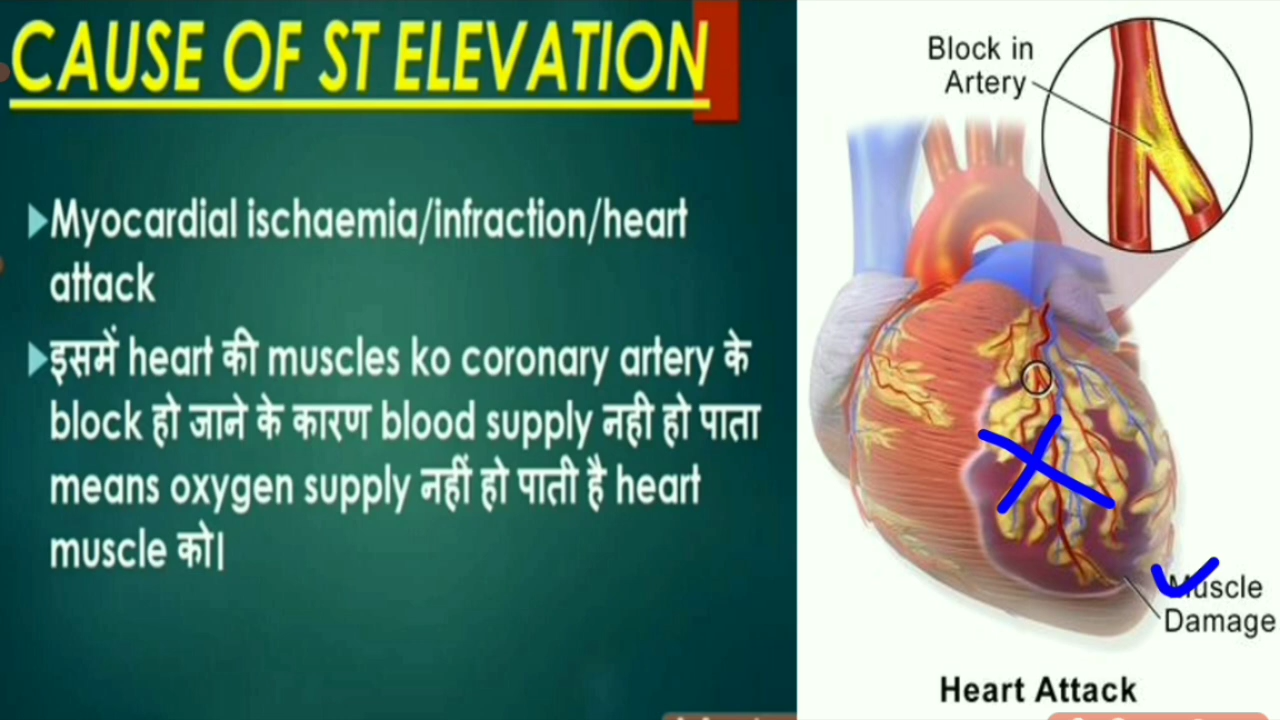 CAUSE OF ST ELEVATION
Myocardial ischaemia/infraction/heart
attack
इसमें heart की muscles ko coronary artery के
block हो जाने के कारण blood supply नही हो पाता
means oxygen supply नहीं हो पाती है heart
muscle को।
Block in
Artery
Muscle
Damage
Heart Attack